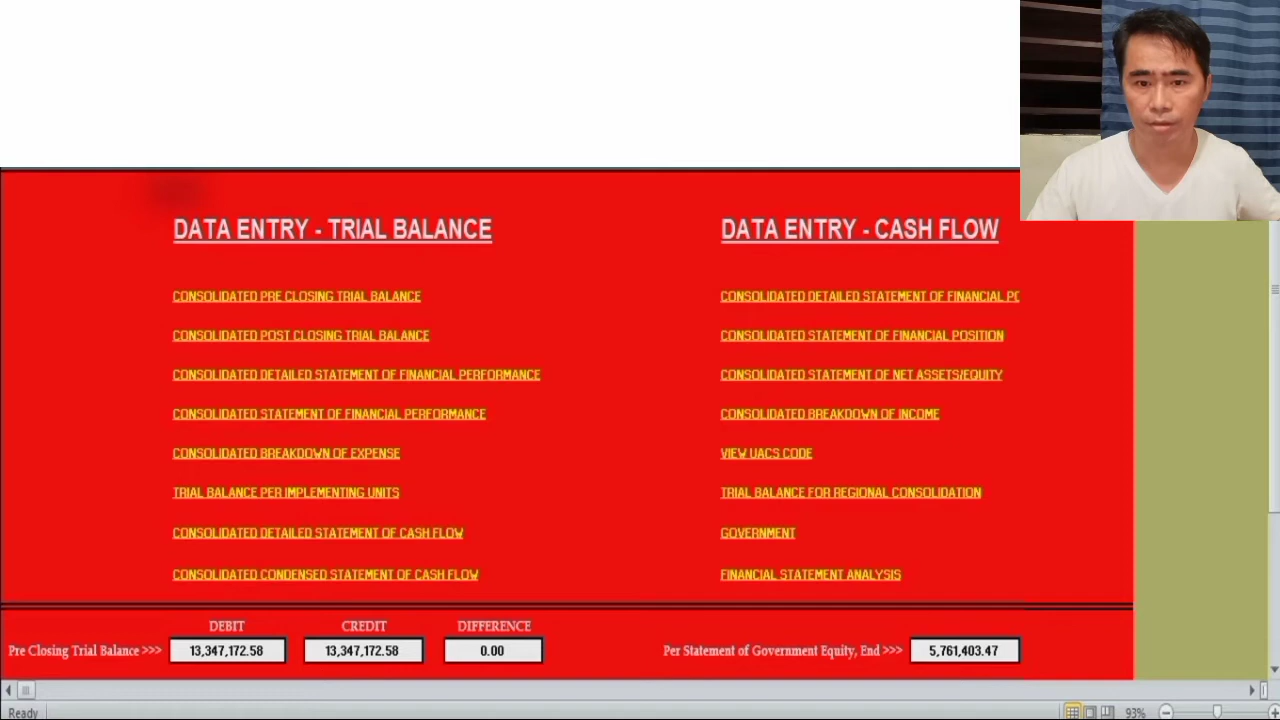 DATA ENTRY - TRIAL BALANCE
CONSOLIDATED PRE CLOSING TRIAL BALANCE
CONSOLIDATED POST CLOSING TRIAL BALANCE
CONSOLIDATED DETAILED STATEMENT OF FINANCIAL PERFORMANCE
CONSOLIDATED STATEMENT OF FINANCIAL PERFORMANCE
CONSOLIDATED BREAKDOWN OF EXPENSE
TRIAL BALANCE PER IMPLEMENTING UNITS
CONSOLIDATED DETAILED STATEMENT OF CASH FLOW
CONSOLIDATED CONDENSED STATEMENT OF CASH FLOW
DATA ENTRY - CASH FLOW
CONSOLIDATED DETAILED STATEMENT OF FINANCIAL PO
CONSOLIDATED STATEMENT OF FINANCIAL POSITION
CONSOLIDATED STATEMENT OF NET ASSETS/EQUITY
CONSOLIDATED BREAKDOWN OF INCOME
VIEW UACS CODE
TRIAL BALANCE FOR REGIONAL CONSOLIDATION
GOVERNMENT
FINANCIAL STATEMENT ANALYSIS
DEBIT CREDIT DIFFERENCE
Pre Closing Trial Balance >>> 13,347,172.58 13,347,172.58 0.00 Per Statement of Government Equity, End >>> 5,761,403.47
Ready 93%